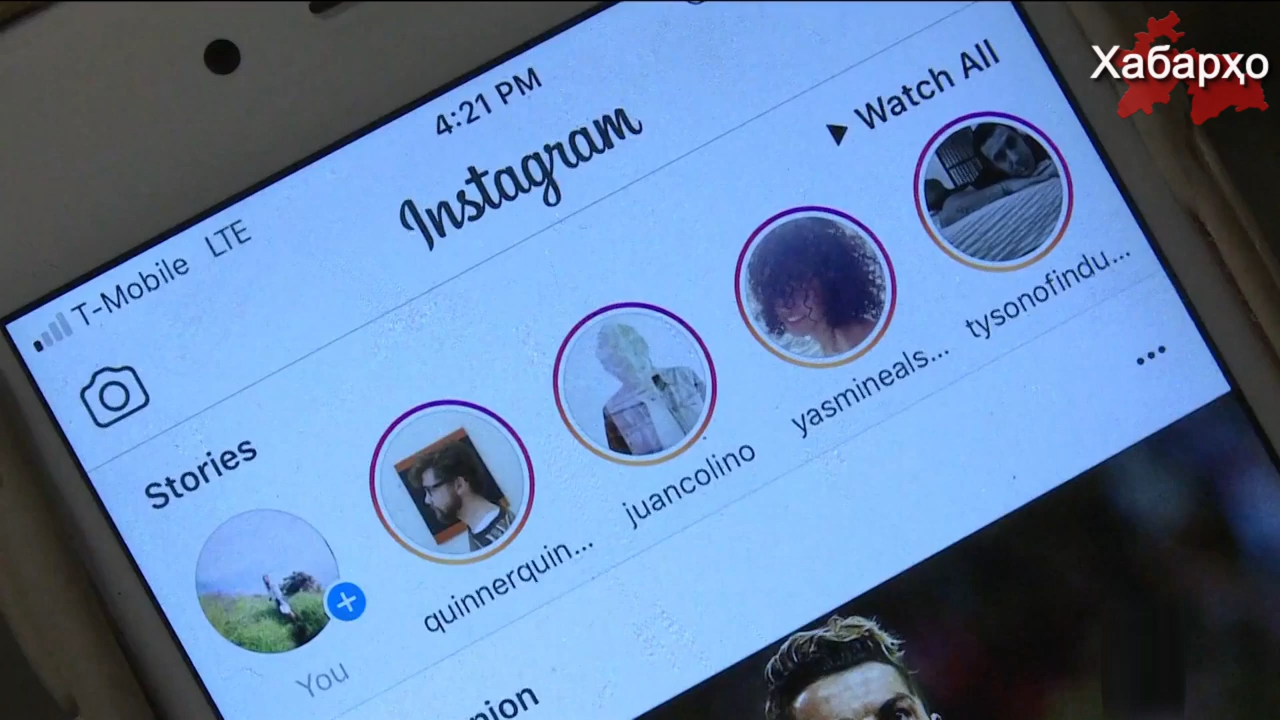 Хабарҳо
4:21 PM
T-Mobile LTE
Instagram
Stories
▶ Watch All
You
quinnerquin...
juancolino
yasmineals...
tysonofindu...